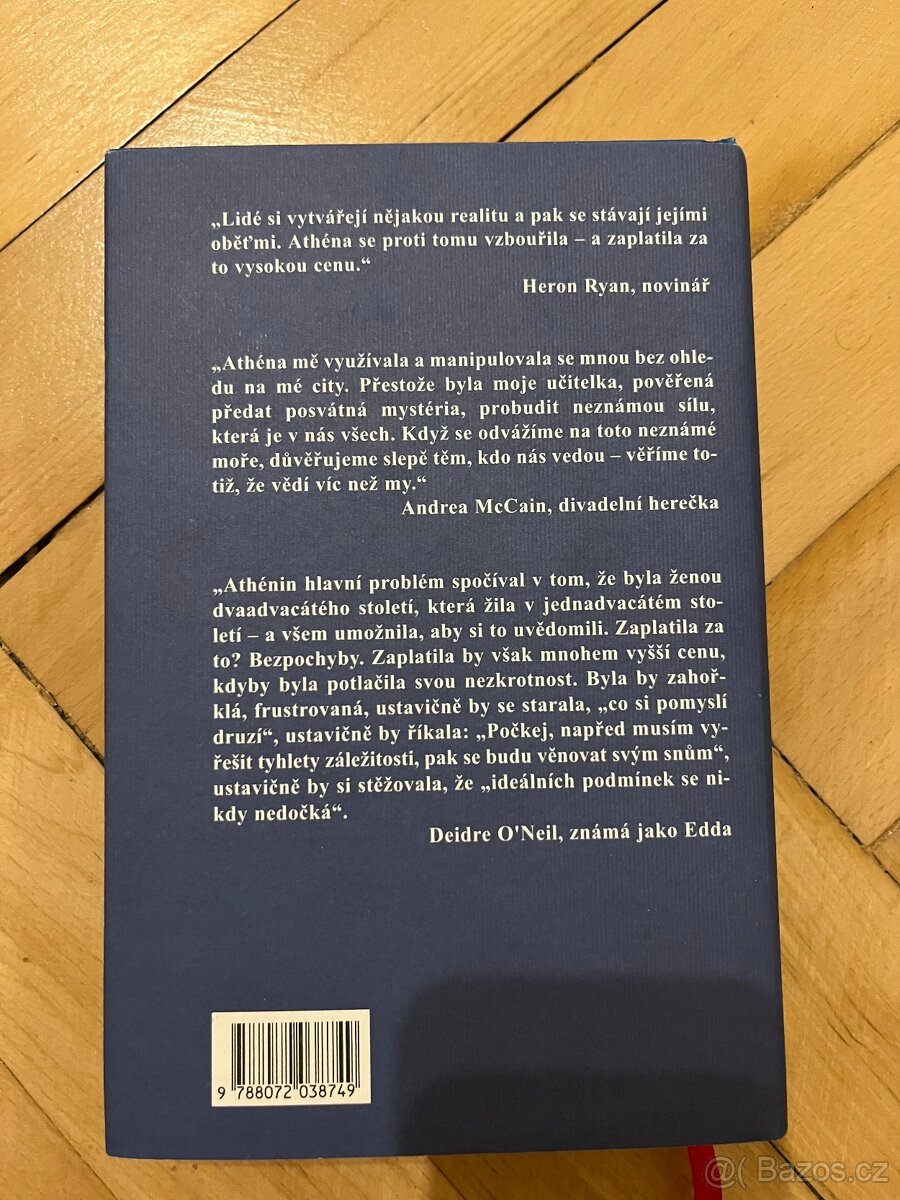 „Lidé si vytvářejí nějakou realitu a pak se stávají jejími
oběťmi. Athéna se proti tomu vzbouřila – a zaplatila za
to vysokou cenu.“
Heron Ryan, novinář
„Athéna mě využívala a manipulovala se mnou bez ohle-
du na mé city. Přestože byla moje učitelka, pověřená
předat posvátná mystéria, probudit neznámou sílu,
která je v nás všech. Když se odvážíme na toto neznámé
moře, důvěřujeme slepě těm, kdo nás vedou – věříme to-
tiž, že vědí víc než my.“
Andrea McCain, divadelní herečka
„Athénin hlavní problém spočíval v tom, že byla ženou
dvaadvacátého století, která žila v jednadvacátém sto-
letí – a všem umožnila, aby si to uvědomili. Zaplatila za
to? Bezpochyby. Zaplatila by však mnohem vyšší cenu,
kdyby byla potlačila svou nezkrotnost. Byla by zahoř-
klá, frustrovaná, ustavičně by se starala, „co si pomyslí
druzí“, ustavičně by říkala: „Počkej, napřed musím vy-
řešit tyhlety záležitosti, pak se budu věnovat svým snům“,
ustavičně by si stěžovala, že „ideálních podmínek se ni-
kdy nedočká“.
Deidre O'Neil, známá jako Edda
9 788072 038749
@( Bazos.cz